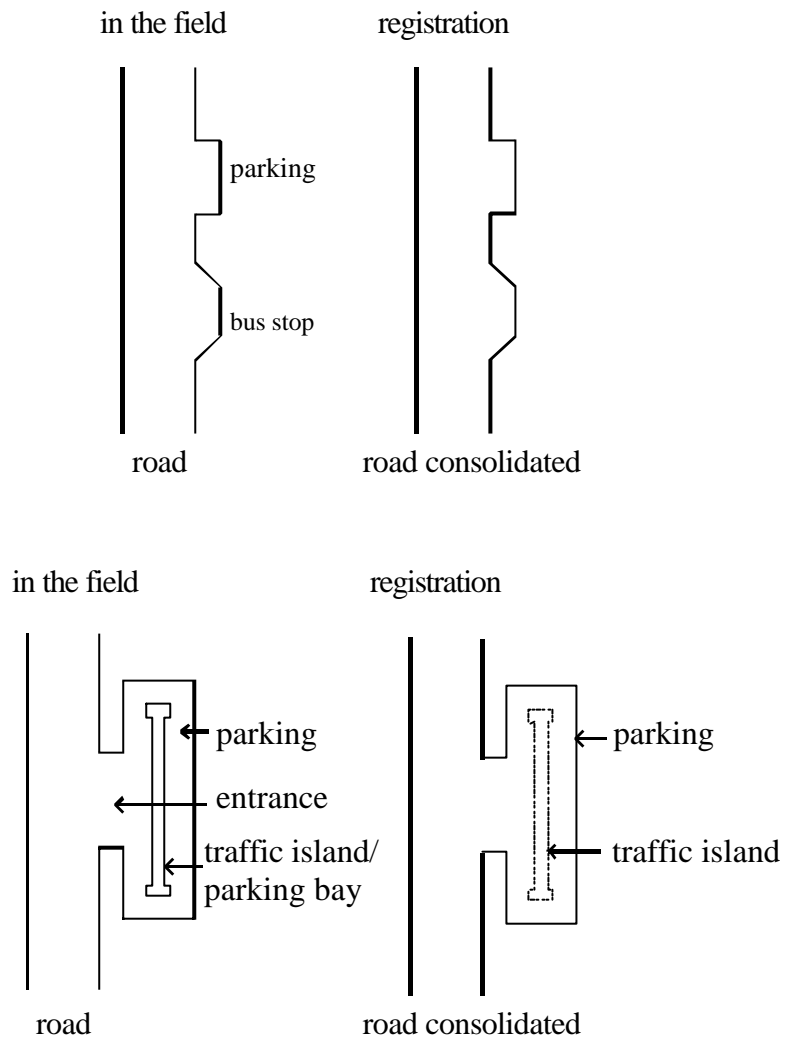 in the field
registration
parking
bus stop
road
road consolidated
in the field
registration
parking
entrance
traffic island/
parking bay
parking
traffic island
road
road consolidated